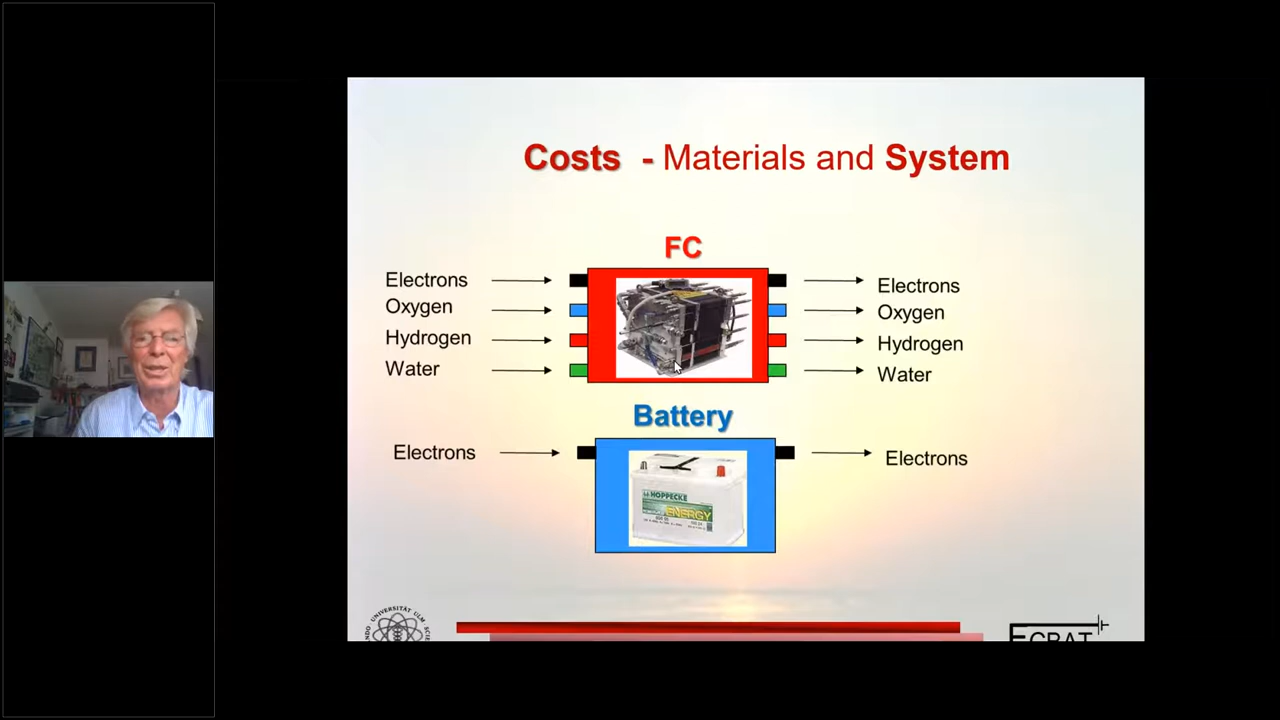 Costs - Materials and System
FC
Electrons
Oxygen
Hydrogen
Water
Electrons
Oxygen
Hydrogen
Water
Battery
Electrons
Electrons
HOPPECKE
ENERGY
UNIVERSITÄT ULM
ECBAT